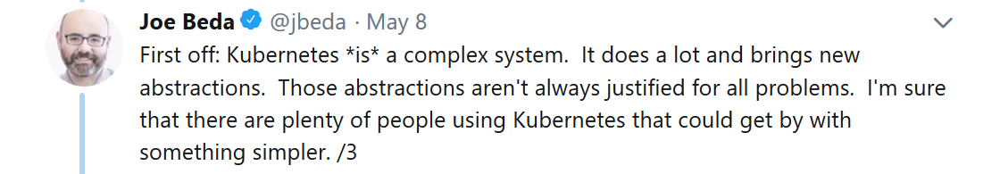 Joe Beda @jbeda · May 8
First off: Kubernetes *is* a complex system.  It does a lot and brings new
abstractions.  Those abstractions aren't always justified for all problems.  I'm sure
that there are plenty of people using Kubernetes that could get by with
something simpler. /3